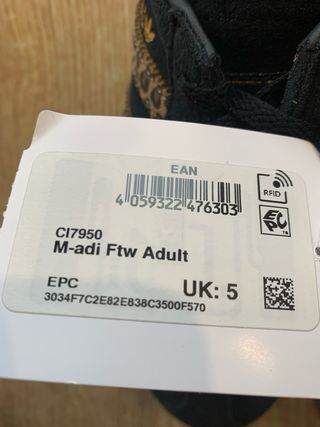 EAN
4 059322 476303
RFID
EPC
CI7950
M-adi Ftw Adult
EPC
UK: 5
3034F7C2E82E838C3500F570